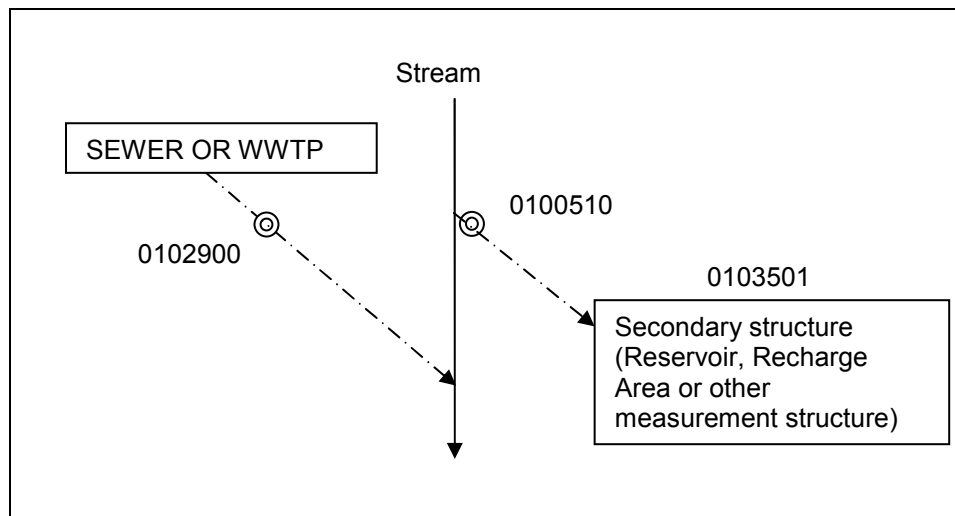 Stream
SEWER OR WWTP
0100510
0102900
0103501
Secondary structure
(Reservoir, Recharge
Area or other
measurement structure)